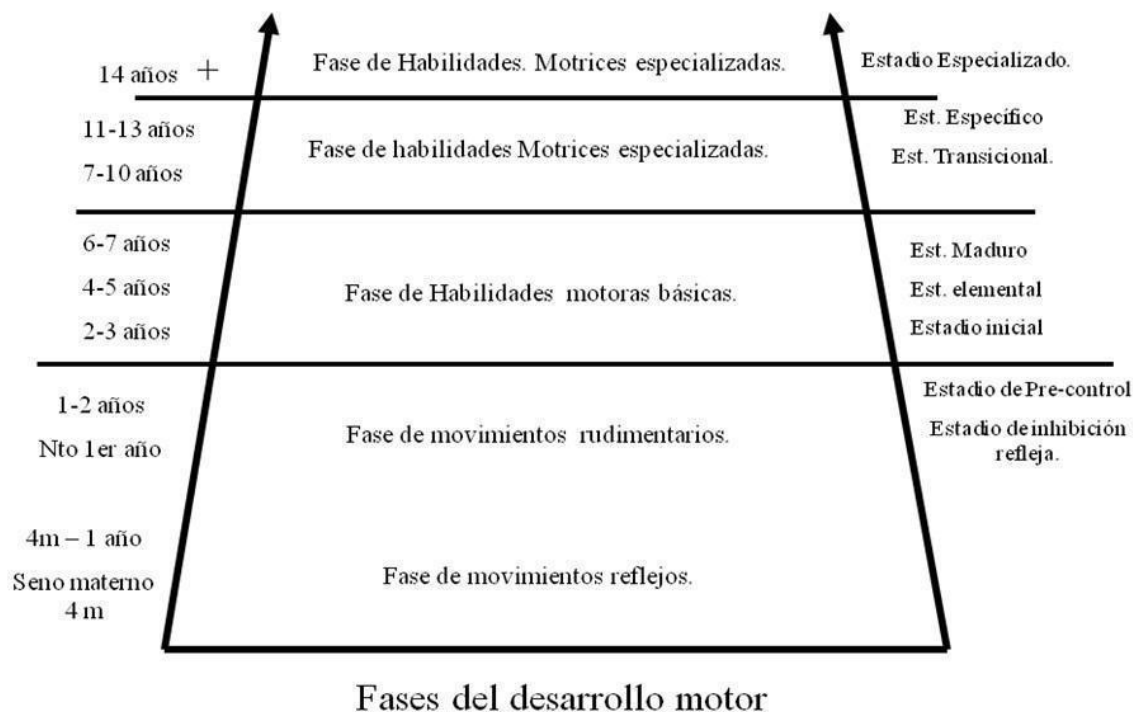 14 años +
Fase de Habilidades. Motrices especializadas.
Estadio Especializado.
11-13 años
7-10 años
Fase de habilidades Motrices especializadas.
Est. Específico
Est. Transicional.
6-7 años
4-5 años
2-3 años
Fase de Habilidades motoras básicas.
Est. Maduro
Est. elemental
Estadio inicial
1-2 años
Nto 1er año
Fase de movimientos rudimentarios.
Estadio de Pre-control
Estadio de inhibición
refleja.
4m – 1 año
Seno materno
4 m
Fase de movimientos reflejos.
Fases del desarrollo motor